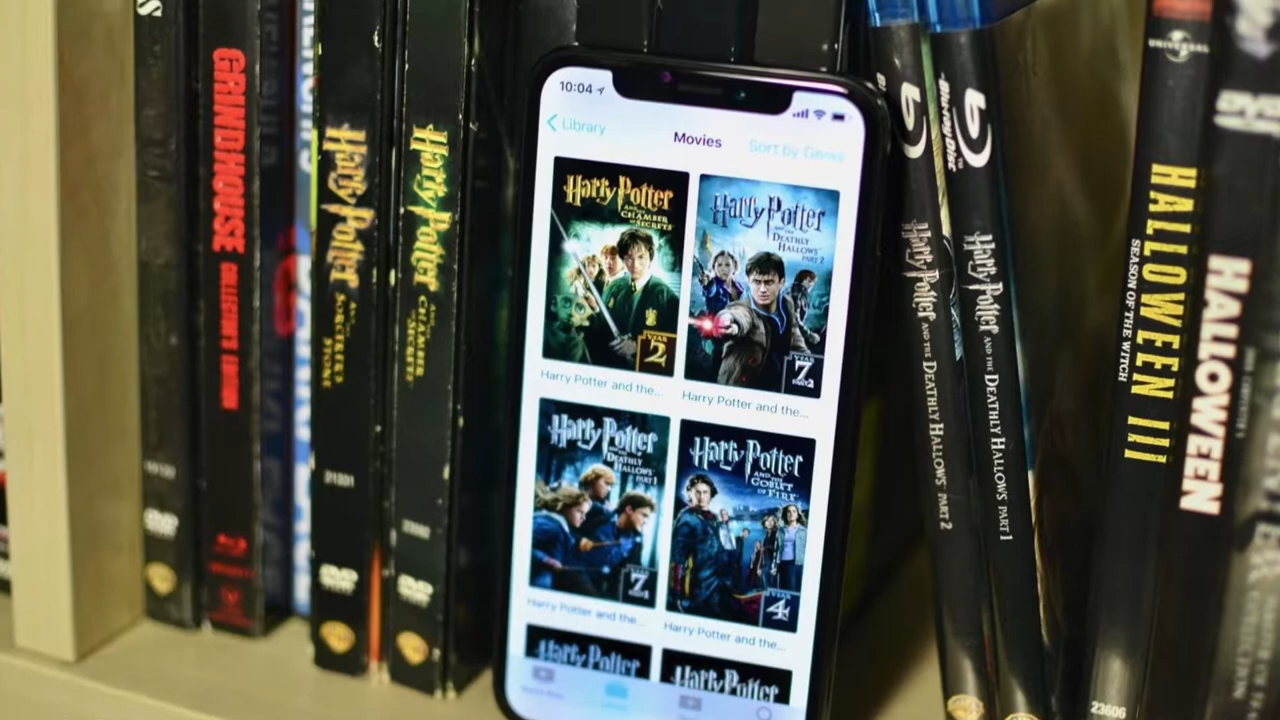 S
GRINDHOUSE COLLECTOR'S EDITION
Harry Potter AND THE SORCERER'S STONE
21331
DVD
Harry Potter AND THE CHAMBER
DVD
DVD
10:04
Library
Movies
Sort by Genre
Harry Potter
AND THE
CHAMBER
OF SECRETS
YEAR
2
Harry Potter and the...
Harry Potter
AND THE
DEATHLY
HALLOWS
PART 2
YEAR
7
PART 2
Harry Potter and the...
Harry Potter
AND THE
DEATHLY
HALLOWS
PART 1
YEAR
7
Harry Potter and the...
Harry Potter
AND THE
GOBLET
OF FIRE
YEAR
4
Harry Potter and the...
Harry Potter
Harry Potter
Harry Potter AND THE DEATHLY HALLOWS PART 2
Blu-ray Disc
Harry Potter AND THE DEATHLY HALLOWS PART 1
UNIVERSAL
HALLOWEEN III
SEASON OF THE WITCH
23606
DVD
HALLOWEEN